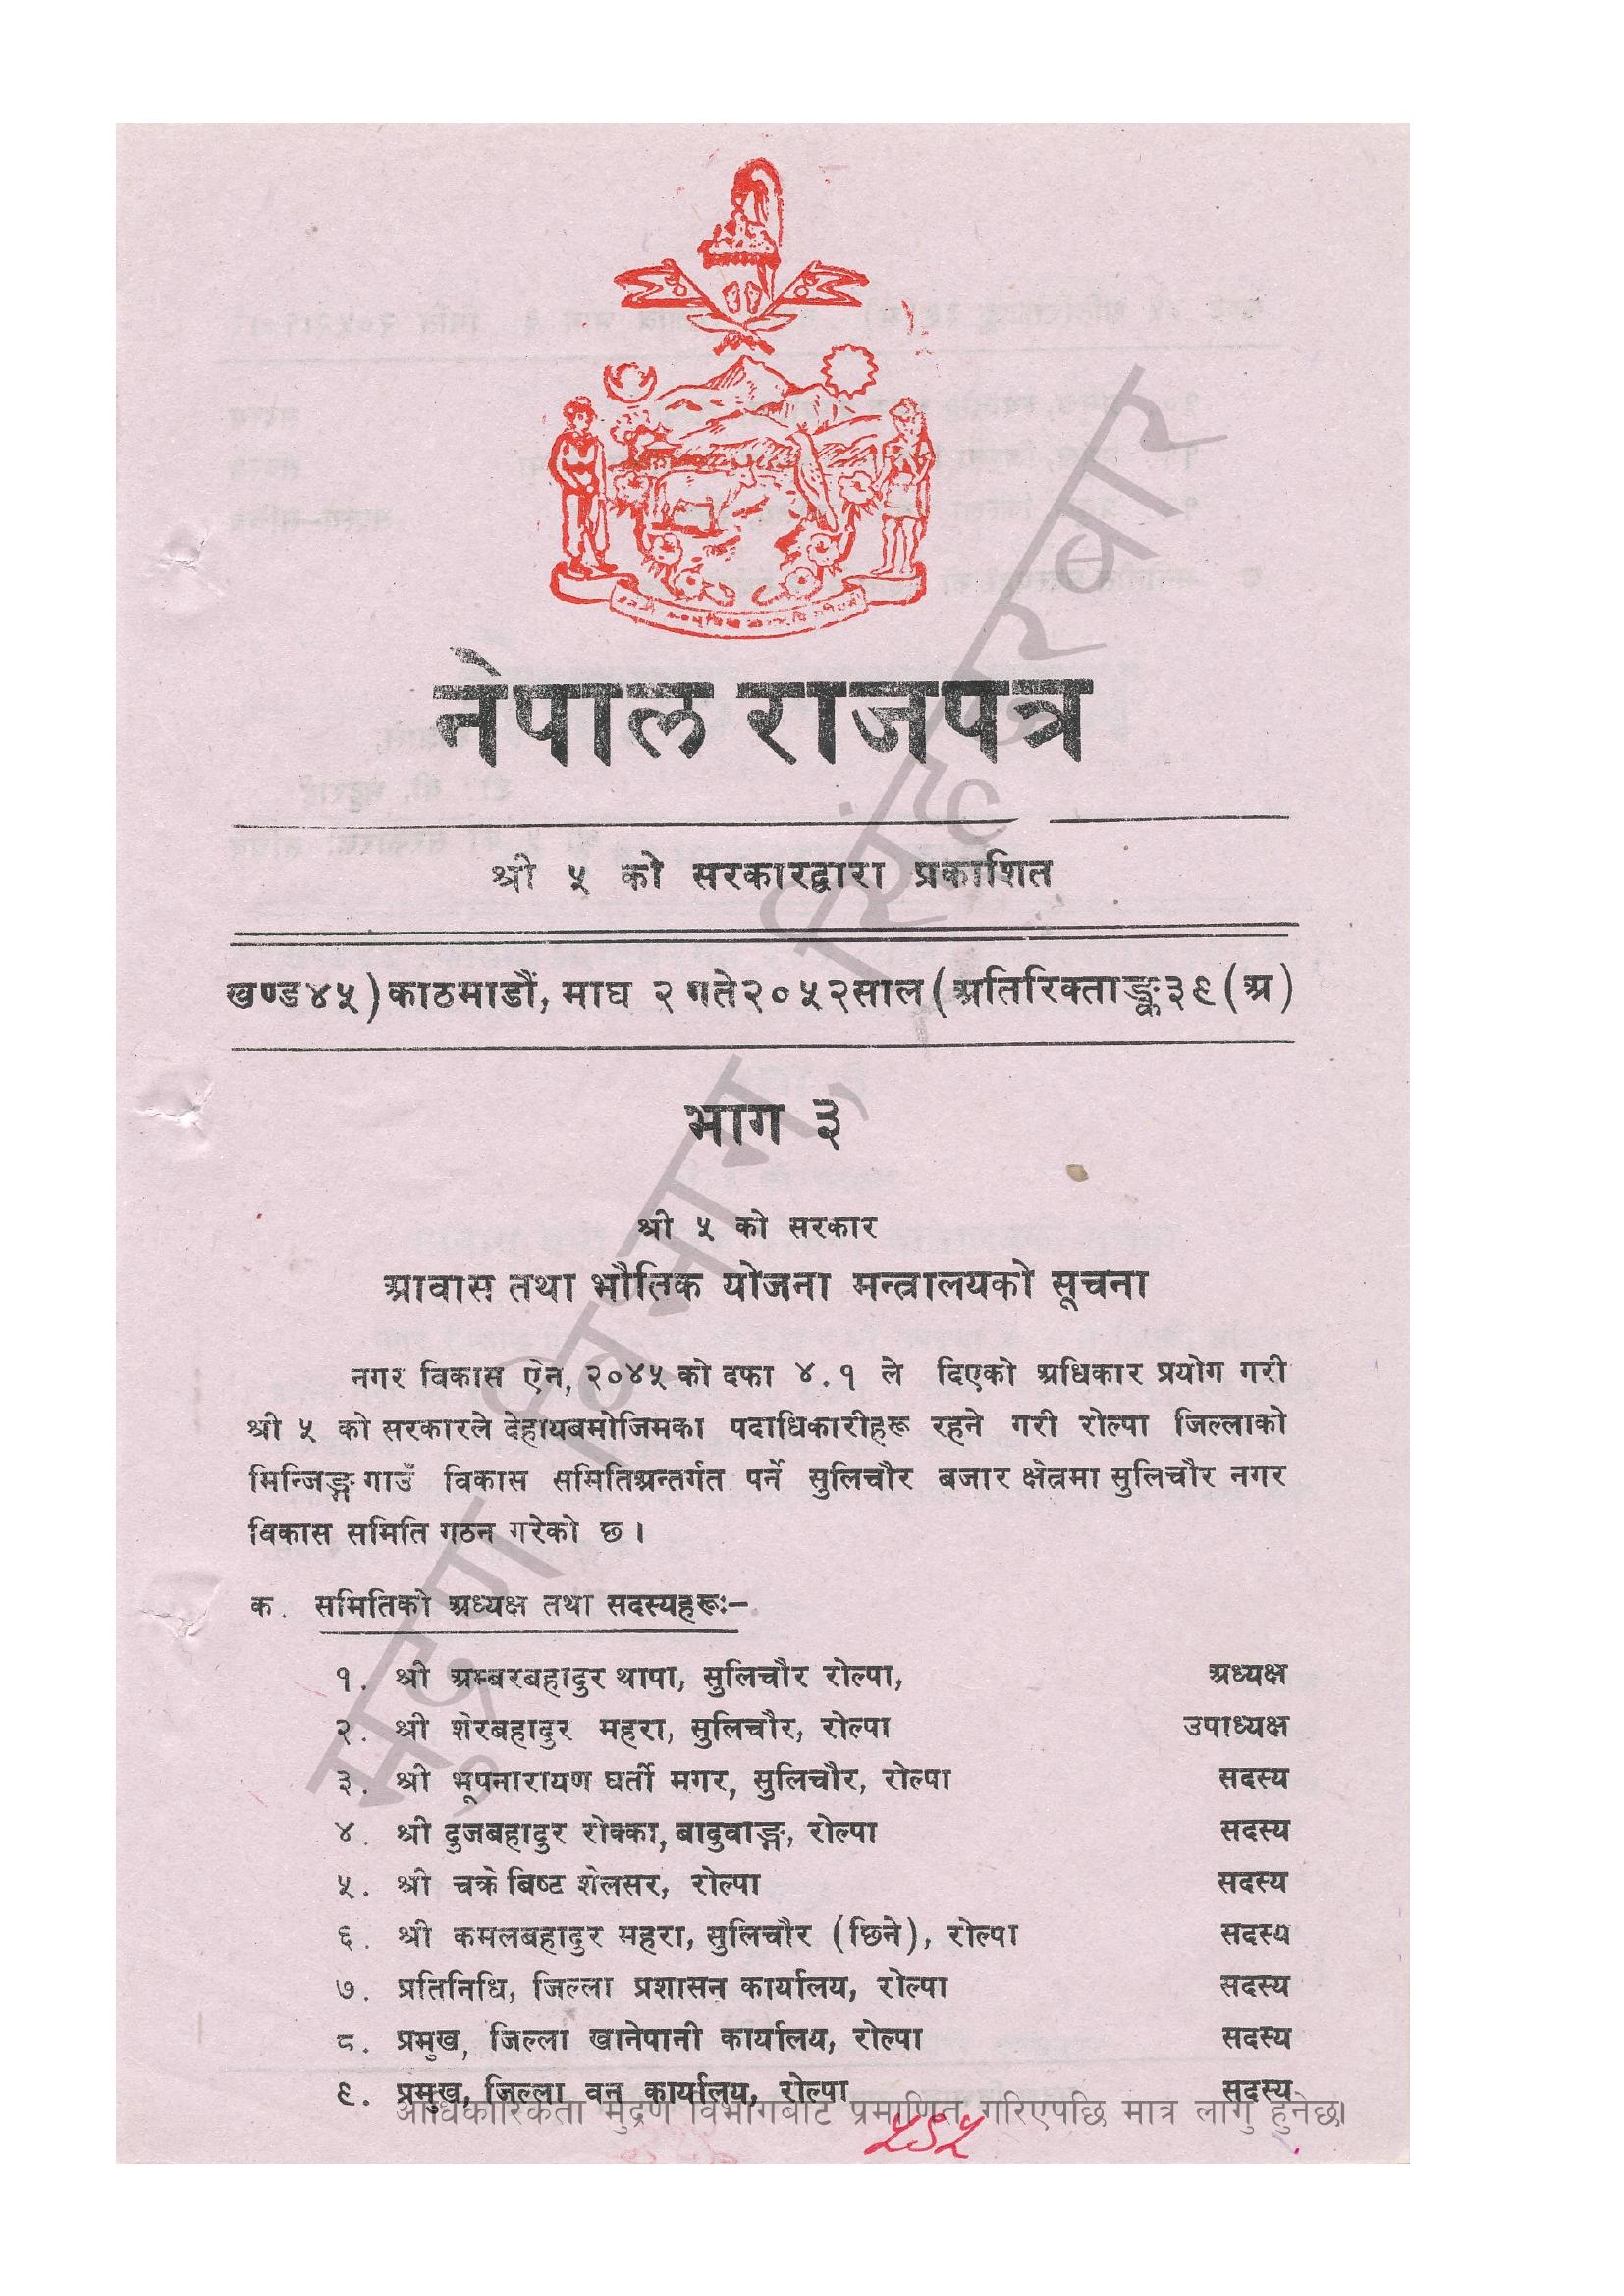 नेपाल राजपत्र
श्री ५ को सरकारद्वारा प्रकाशित
खण्ड४५) काठमाडौं, माघ २ गते२०५२साल (अतिरिक्ताङ्क३९(अ)
भाग ३
श्री ५ को सरकार
आवास तथा भौतिक योजना मन्त्रालयको सूचना
नगर विकास ऐन, २०४५ को दफा ४.१ ले दिएको अधिकार प्रयोग गरी
श्री ५ को सरकारले देहायबमोजिमका पदाधिकारीहरू रहने गरी रोल्पा जिल्लाको
मिन्जिङ्ग गाउँ विकास समितिअन्तर्गत पर्ने सुलिचौर बजार क्षेत्रमा सुलिचौर नगर
विकास समिति गठन गरेको छ ।
क. समितिको अध्यक्ष तथा सदस्यहरूः–
१. श्री अम्बरबहादुर थापा, सुलिचौर रोल्पा, अध्यक्ष
२. श्री शेरबहादुर महरा, सुलिचौर, रोल्पा उपाध्यक्ष
३. श्री भूपनारायण घर्ती मगर, सुलिचौर, रोल्पा सदस्य
४. श्री दुजबहादुर रोक्का, बादुवाङ्ग, रोल्पा सदस्य
५. श्री चक्रे बिष्ट शेलसर, रोल्पा सदस्य
६. श्री कमलबहादुर महरा, सुलिचौर (छिने), रोल्पा सदस्य
७. प्रतिनिधि, जिल्ला प्रशासन कार्यालय, रोल्पा सदस्य
८. प्रमुख, जिल्ला खानेपानी कार्यालय, रोल्पा सदस्य
९. प्रमुख, जिल्ला वन कार्यालय, रोल्पा सदस्य
आधिकारिकता मुद्रण विभागबाट प्रमाणित गरिएपछि मात्र लागु हुनेछ।
मुद्रण विभाग, सिंहदरवार